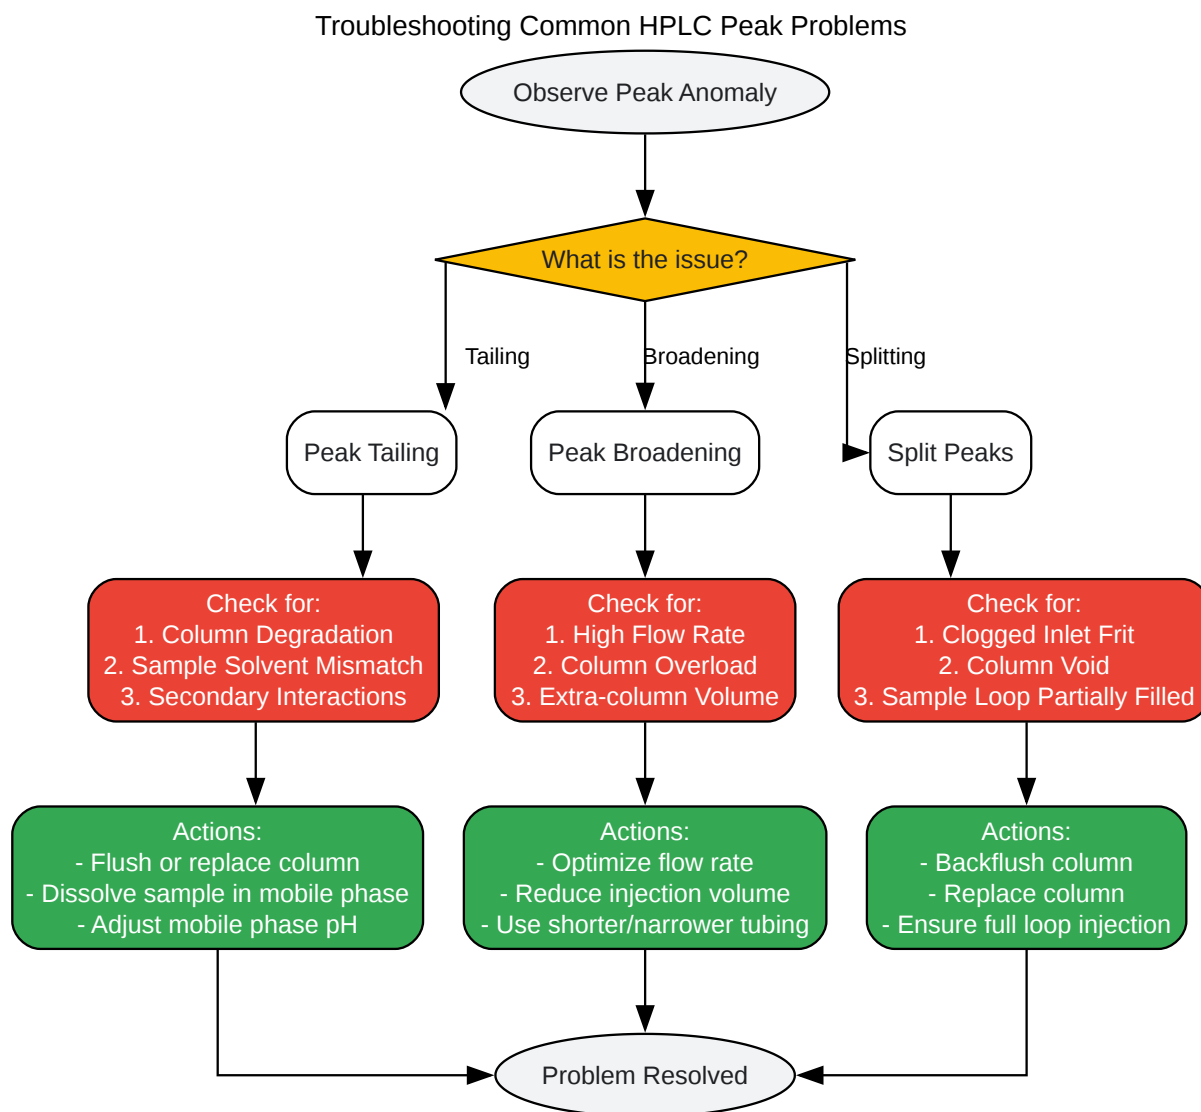 Troubleshooting Common HPLC Peak Problems
Observe Peak Anomaly
What is the issue?
Tailing
Broadening
Splitting
Peak Tailing
Peak Broadening
Split Peaks
Check for:
1. Column Degradation
2. Sample Solvent Mismatch
3. Secondary Interactions
Check for:
1. High Flow Rate
2. Column Overload
3. Extra-column Volume
Check for:
1. Clogged Inlet Frit
2. Column Void
3. Sample Loop Partially Filled
Actions:
- Flush or replace column
- Dissolve sample in mobile phase
- Adjust mobile phase pH
Actions:
- Optimize flow rate
- Reduce injection volume
- Use shorter/narrower tubing
Actions:
- Backflush column
- Replace column
- Ensure full loop injection
Problem Resolved